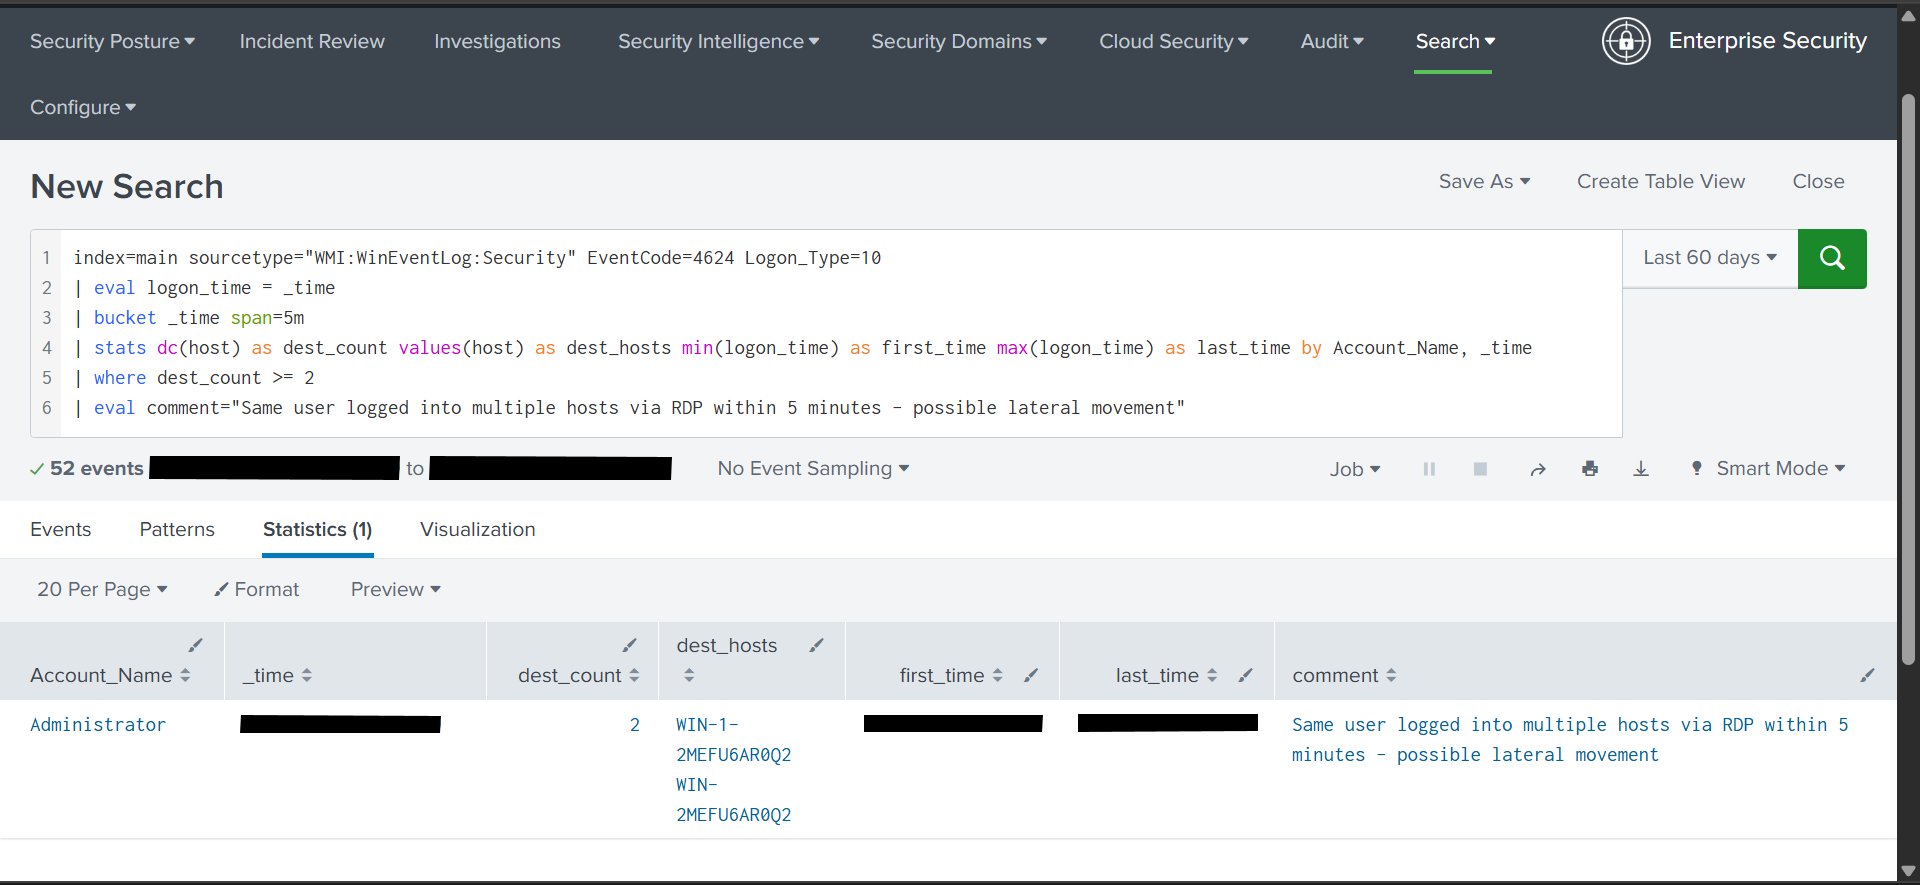 Security Posture Incident Review Investigations Security Intelligence Security Domains Cloud Security Audit Search Enterprise Security
Configure
New Search
Save As Create Table View Close
1 index=main sourcetype="WMI:WinEventLog:Security" EventCode=4624 Logon_Type=10
2 | eval logon_time = _time
3 | bucket _time span=5m
4 | stats dc(host) as dest_count values(host) as dest_hosts min(logon_time) as first_time max(logon_time) as last_time by Account_Name, _time
5 | where dest_count >= 2
6 | eval comment="Same user logged into multiple hosts via RDP within 5 minutes - possible lateral movement"
Last 60 days
52 events to No Event Sampling Job Smart Mode
Events Patterns Statistics (1) Visualization
20 Per Page Format Preview
Account_Name _time dest_count dest_hosts first_time last_time comment
Administrator 2 WIN-1- Same user logged into multiple hosts via RDP within 5
2MEFU6AR0Q2 minutes - possible lateral movement
WIN-
2MEFU6AR0Q2